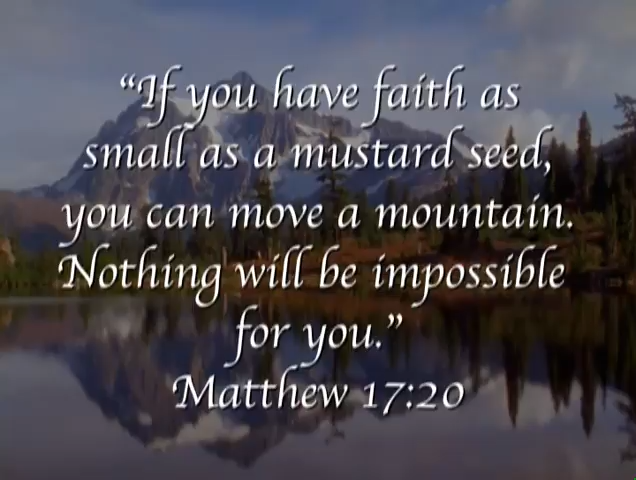 “If you have faith as
small as a mustard seed,
you can move a mountain.
Nothing will be impossible
for you.”
Matthew 17:20